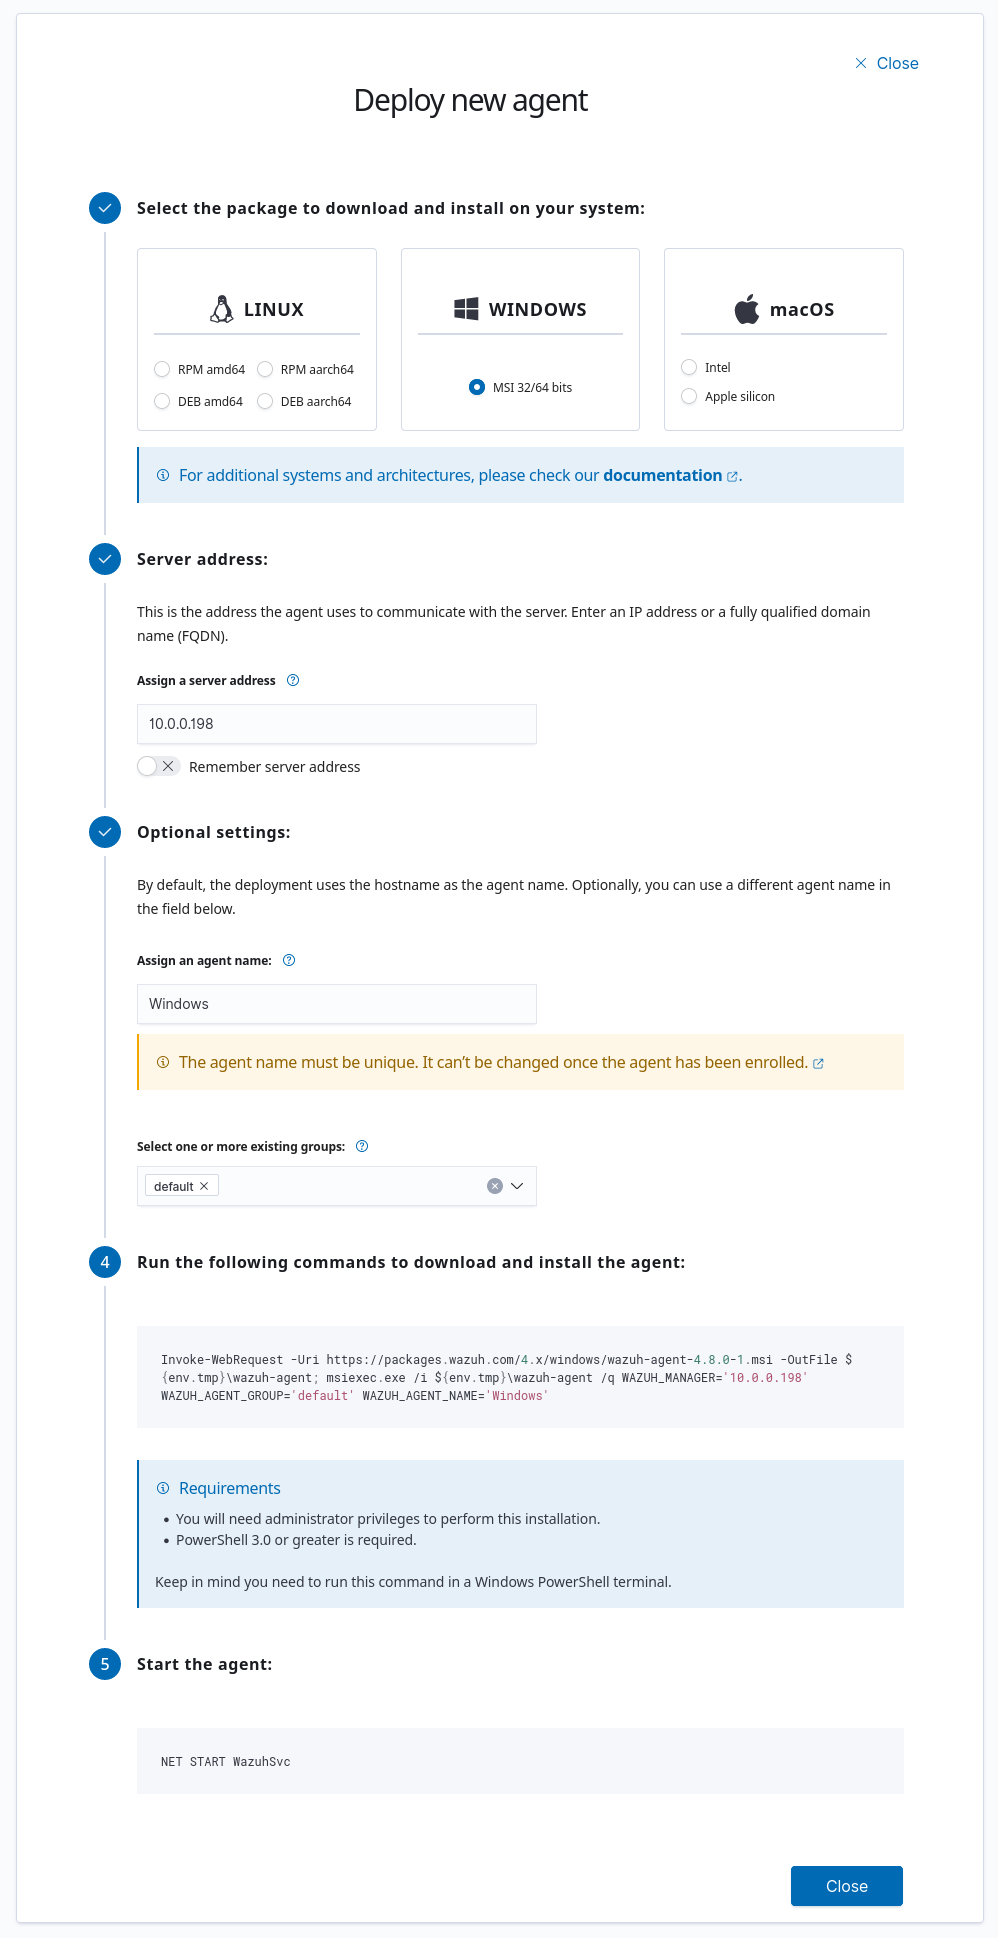 Close
Deploy new agent
Select the package to download and install on your system:
LINUX
RPM amd64 RPM aarch64
DEB amd64 DEB aarch64
WINDOWS
MSI 32/64 bits
macOS
Intel
Apple silicon
For additional systems and architectures, please check our documentation.
Server address:
This is the address the agent uses to communicate with the server. Enter an IP address or a fully qualified domain
name (FQDN).
Assign a server address
10.0.0.198
Remember server address
Optional settings:
By default, the deployment uses the hostname as the agent name. Optionally, you can use a different agent name in
the field below.
Assign an agent name:
Windows
The agent name must be unique. It can’t be changed once the agent has been enrolled.
Select one or more existing groups:
default
4 Run the following commands to download and install the agent:
Invoke-WebRequest -Uri https://packages.wazuh.com/4.x/windows/wazuh-agent-4.8.0-1.msi -OutFile $
{env.tmp}\wazuh-agent; msiexec.exe /i ${env.tmp}\wazuh-agent /q WAZUH_MANAGER='10.0.0.198'
WAZUH_AGENT_GROUP='default' WAZUH_AGENT_NAME='Windows'
Requirements
• You will need administrator privileges to perform this installation.
• PowerShell 3.0 or greater is required.
Keep in mind you need to run this command in a Windows PowerShell terminal.
5 Start the agent:
NET START WazuhSvc
Close